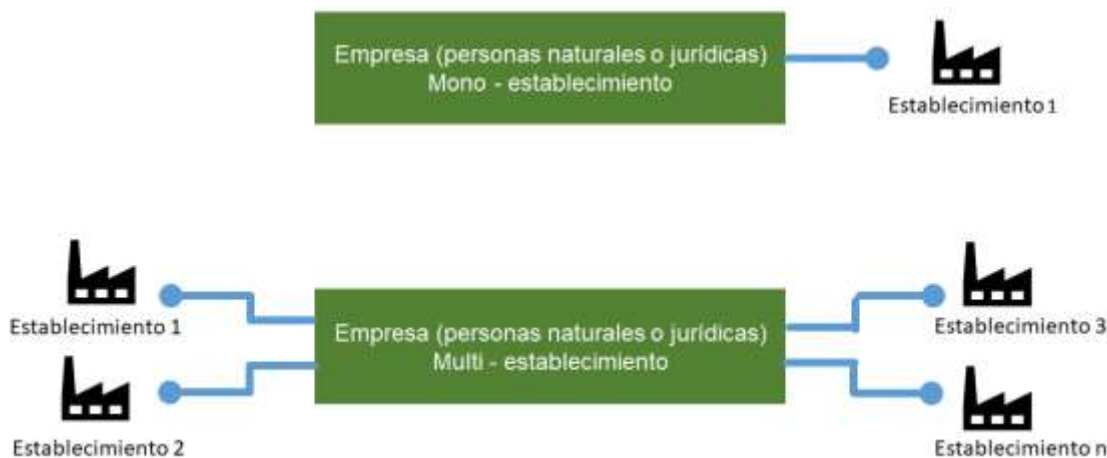 Empresa (personas naturales o jurídicas)
Mono - establecimiento
Establecimiento 1
Establecimiento 1
Establecimiento 2
Empresa (personas naturales o jurídicas)
Multi - establecimiento
Establecimiento 3
Establecimiento n